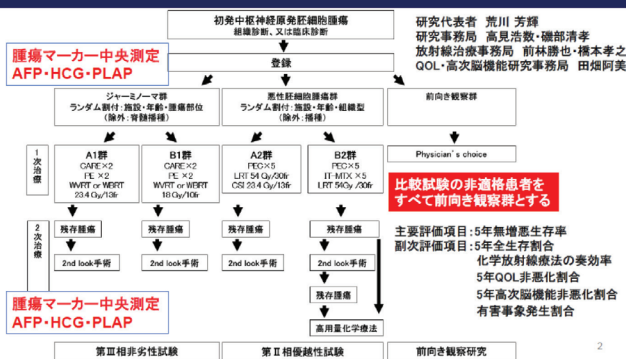 初発中枢神経原発胚細胞腫瘍
組織診断、又は臨床診断
研究代表者 荒川 芳輝
研究事務局 高見浩数・磯部清孝
放射線治療事務局 前林勝也・橋本孝之
QOL・高次脳機能研究事務局 田畑阿美
腫瘍マーカー中央測定
AFP・HCG・PLAP
登録
ジャーミノーマ群
ランダム割付:施設・年齢・腫瘍部位
(除外:脊髄播種)
悪性胚細胞腫瘍群
ランダム割付:施設・年齢・組織型
(除外:播種)
前向き観察群
1次治療
A1群
CARE×2
PE×2
WVRT or WBRT
23.4 Gy/13fr
B1群
CARE×2
PE×2
WVRT or WBRT
18 Gy/10fr
A2群
PEC×5
LRT 54 Gy/30fr
CSI 23.4 Gy/13fr
B2群
PEC×5
IT-MTX×5
LRT 54Gy /30fr
Physician's choice
比較試験の非適格患者を
すべて前向き観察群とする
2次治療
残存腫瘍
残存腫瘍
残存腫瘍
残存腫瘍
2nd look手術
2nd look手術
2nd look手術
2nd look手術
残存腫瘍
高用量化学療法
主要評価項目:5年無増悪生存率
副次評価項目:5年全生存割合
化学放射線療法の奏効率
5年QOL非悪化割合
5年高次脳機能非悪化割合
有害事象発生割合
腫瘍マーカー中央測定
AFP・HCG・PLAP
第Ⅲ相非劣性試験
第Ⅱ相優越性試験
前向き観察研究
2